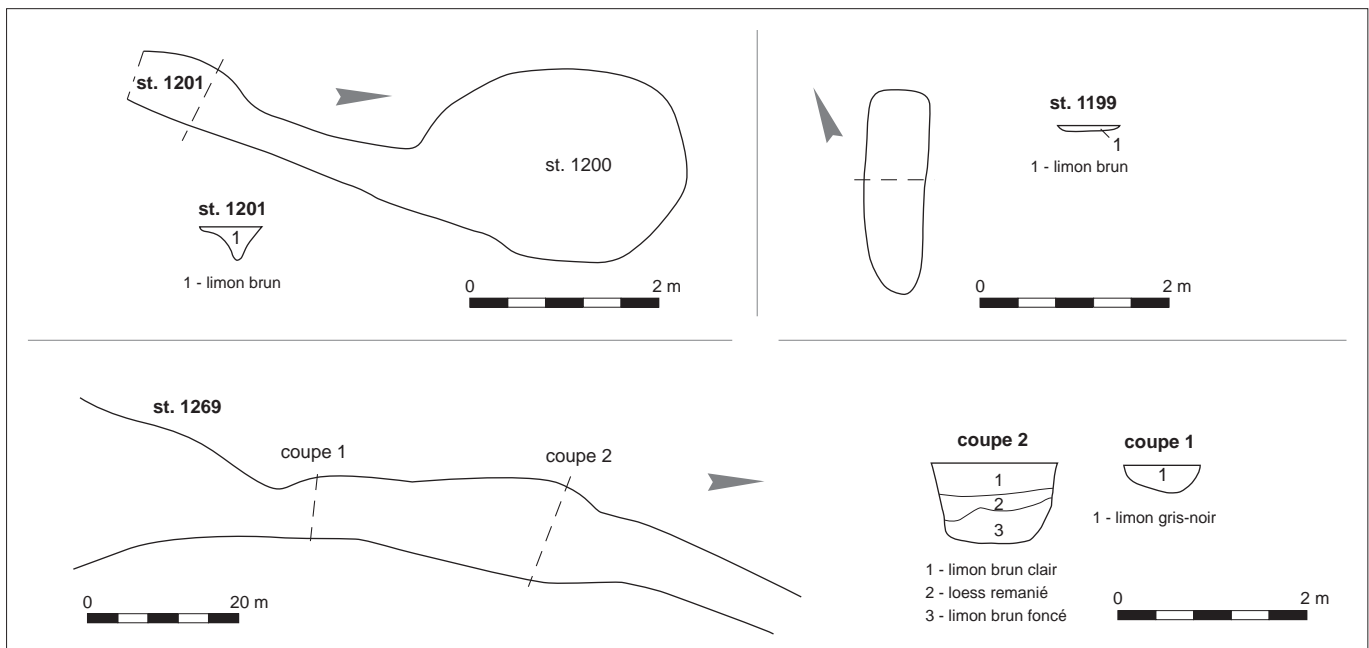 st. 1201
st. 1200
st. 1201
1
1 - limon brun
0 2 m
st. 1199
1
1 - limon brun
0 2 m
st. 1269
coupe 1
coupe 2
0 20 m
coupe 2
1
2
3
1 - limon brun clair
2 - loess remanié
3 - limon brun foncé
coupe 1
1
1 - limon gris-noir
0 2 m